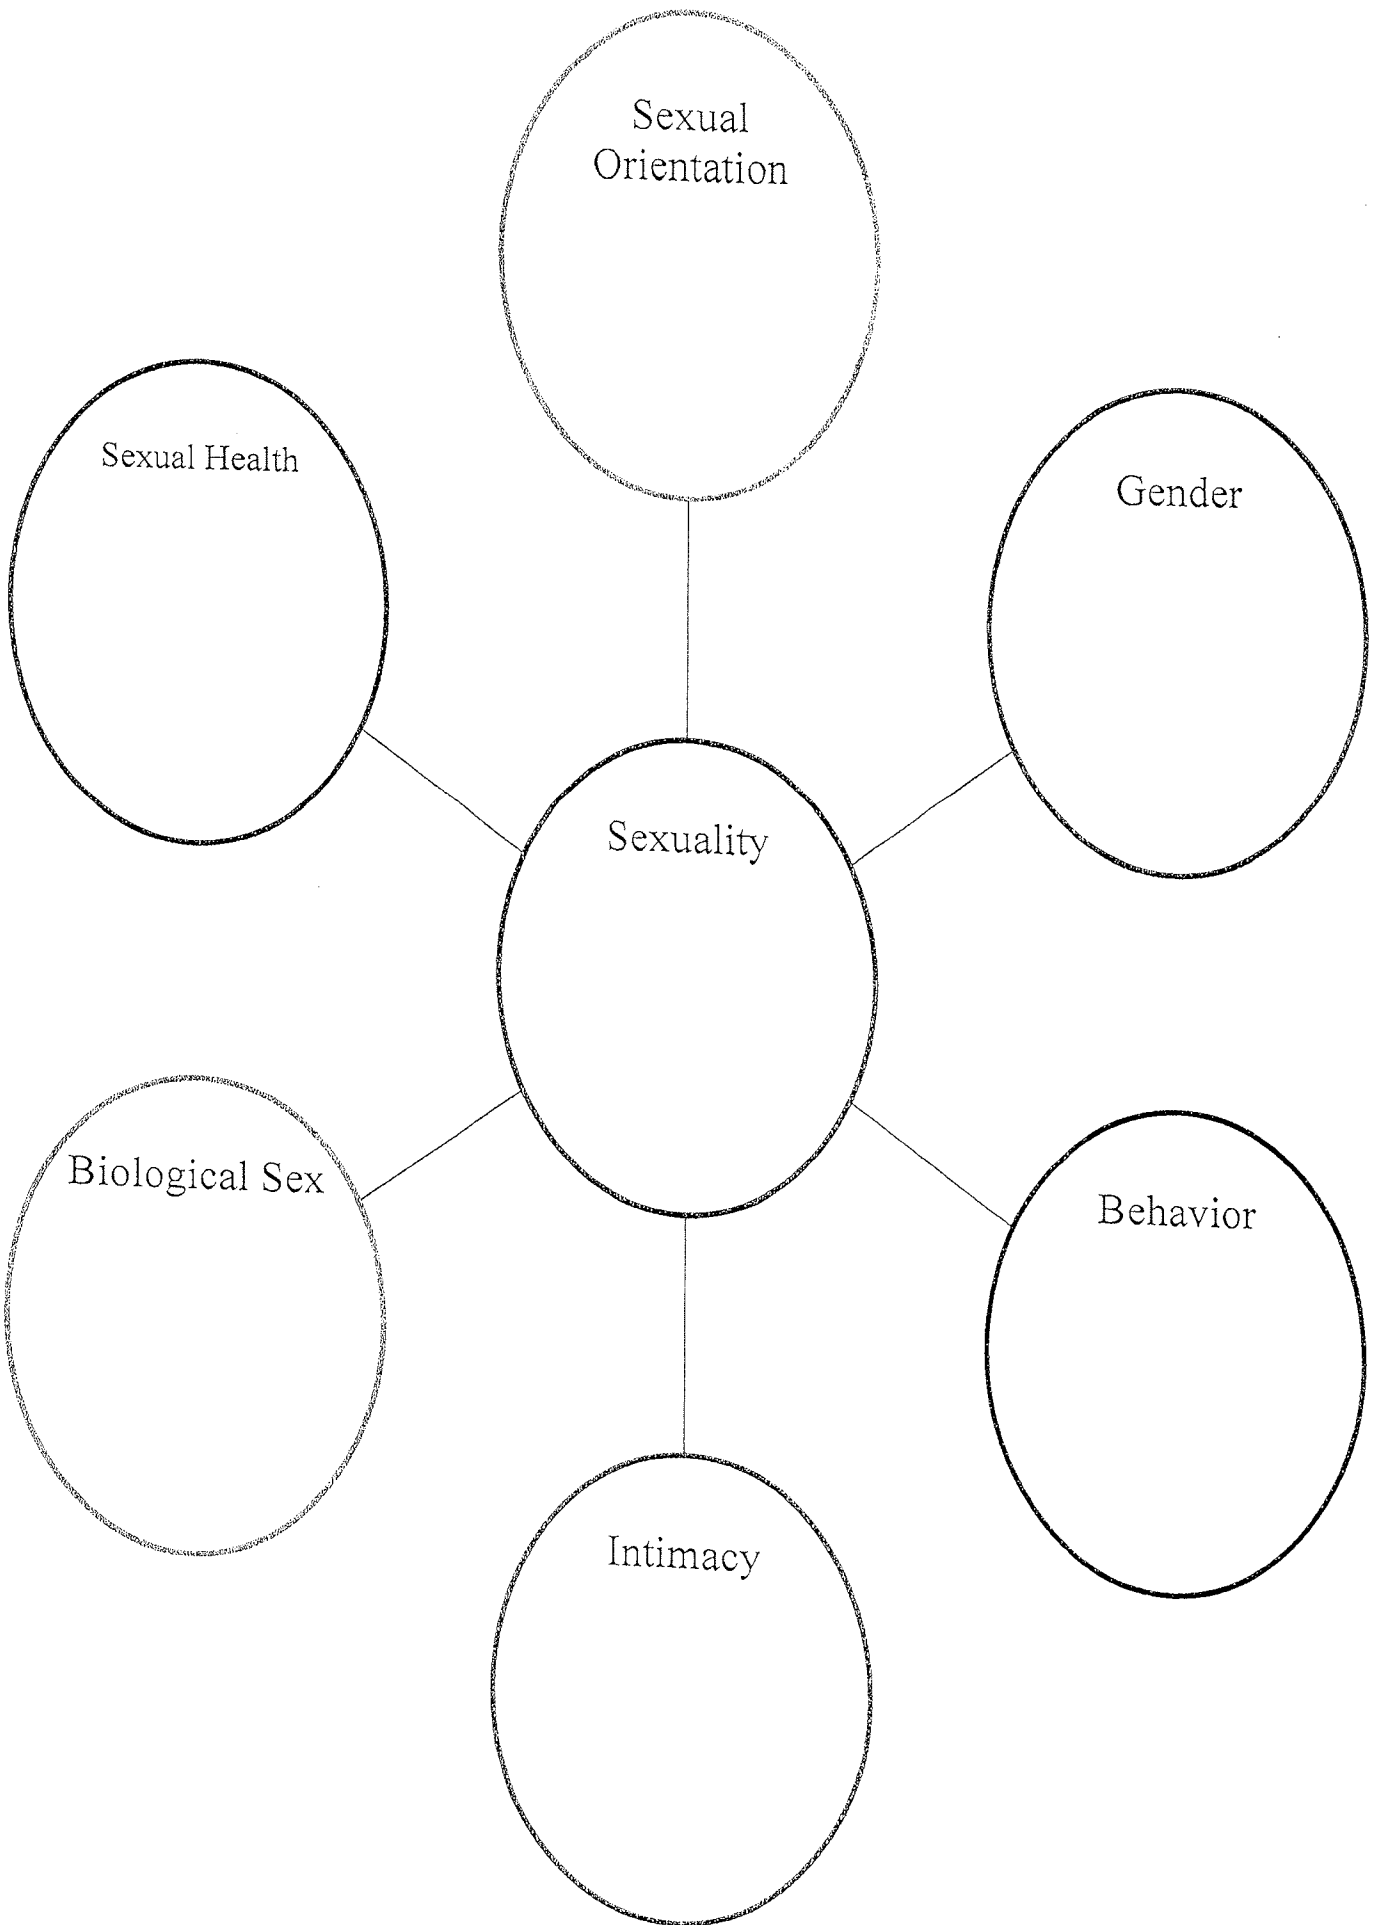 Sexual
Orientation
Sexual Health
Gender
Sexuality
Biological Sex
Behavior
Intimacy